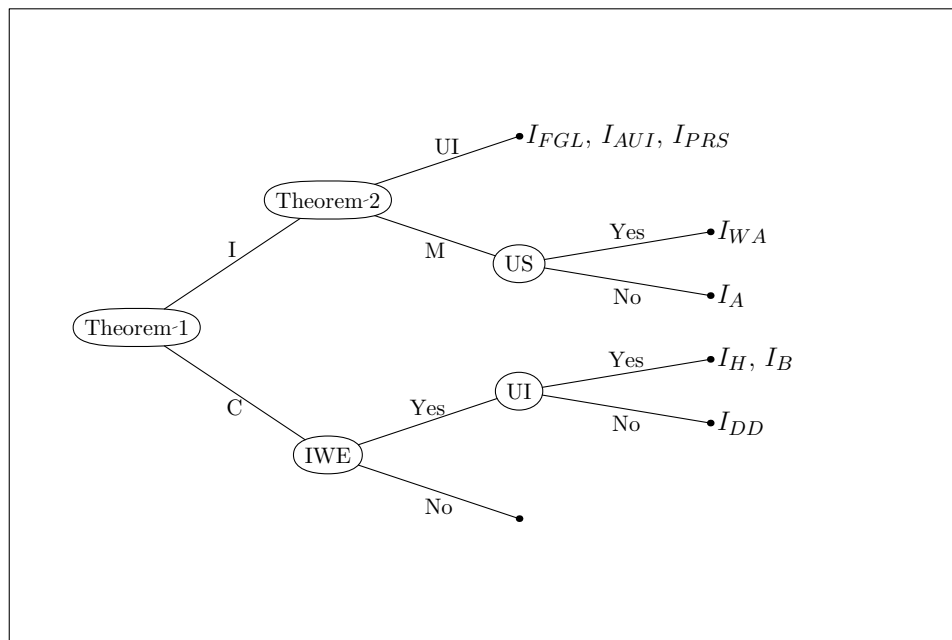 UI
I_{FGL}, I_{AUI}, I_{PRS}
Theorem-2
M
Yes
I_{WA}
US
No
I_A
I
Theorem-1
C
Yes
I_H, I_B
UI
Yes
No
I_{DD}
IWE
No